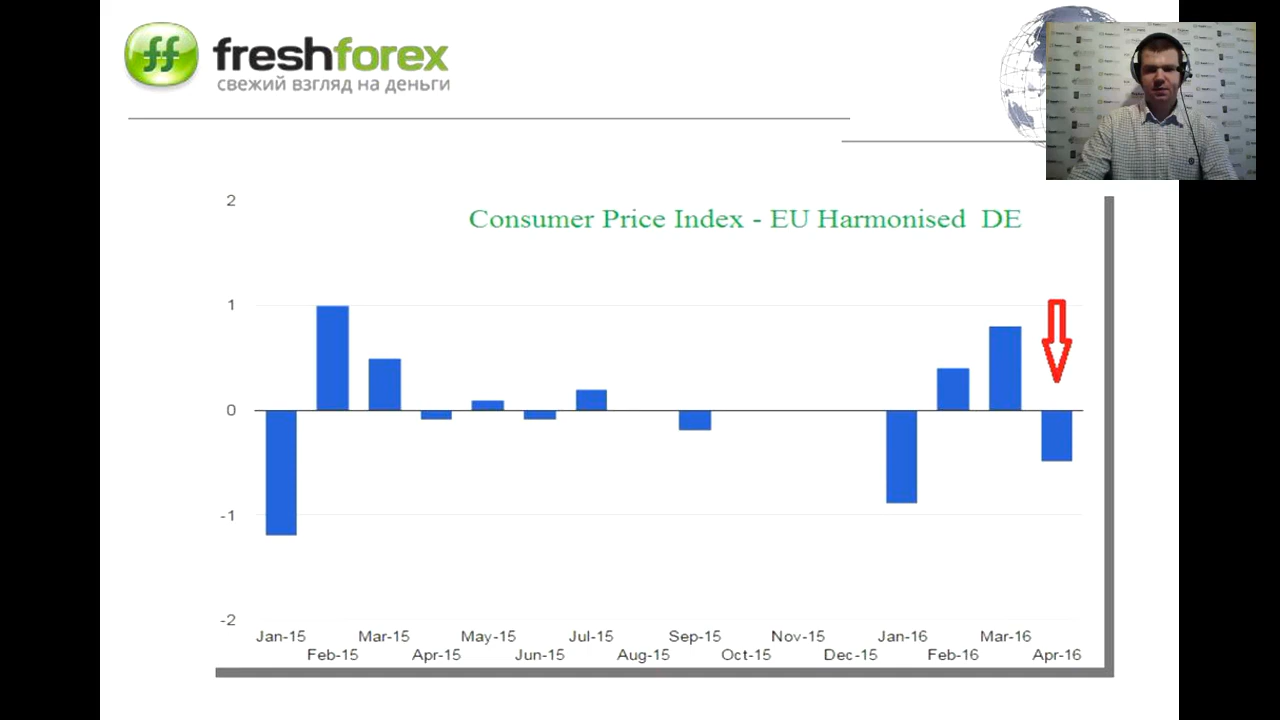 ff freshforex
свежий взгляд на деньги
Consumer Price Index - EU Harmonised DE
2
1
0
-1
-2
Jan-15 Mar-15 May-15 Jul-15 Sep-15 Nov-15 Jan-16 Mar-16
Feb-15 Apr-15 Jun-15 Aug-15 Oct-15 Dec-15 Feb-16 Apr-16